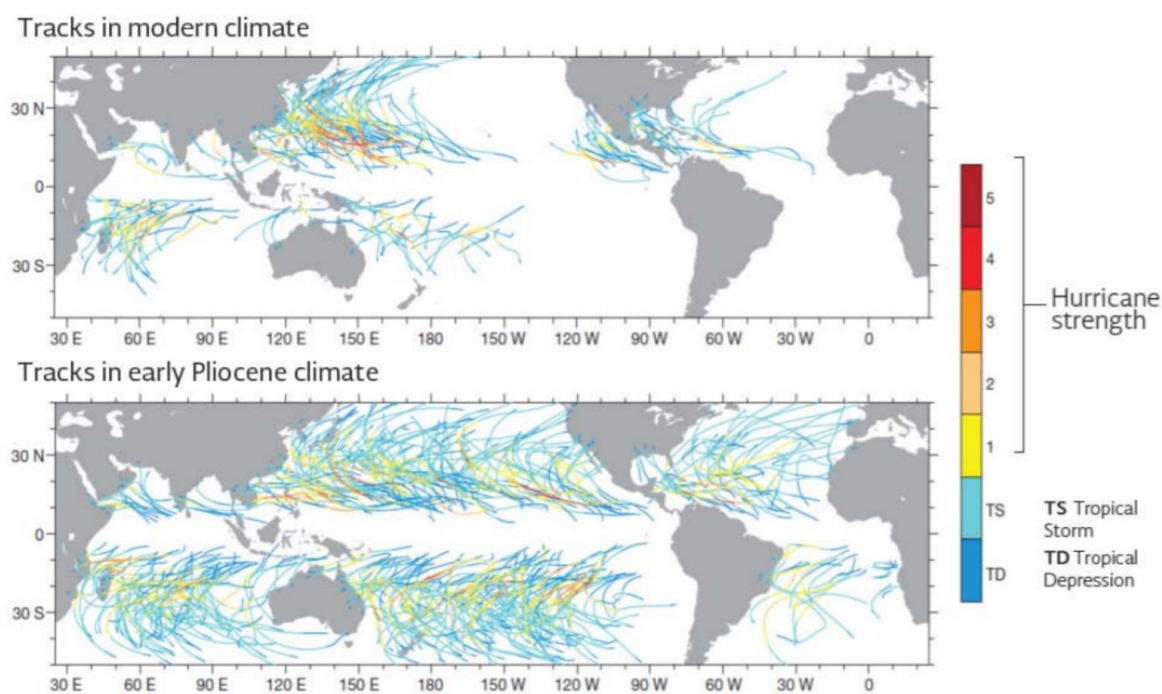 Tracks in modern climate
30 N
0
30 S
30 E 60 E 90 E 120 E 150 E 180 150 W 120 W 90 W 60 W 30 W 0
Tracks in early Pliocene climate
30 N
0
30 S
30 E 60 E 90 E 120 E 150 E 180 150 W 120 W 90 W 60 W 30 W 0
5
4
3
2
1
TS
TD
Hurricane
strength
TS Tropical
Storm
TD Tropical
Depression